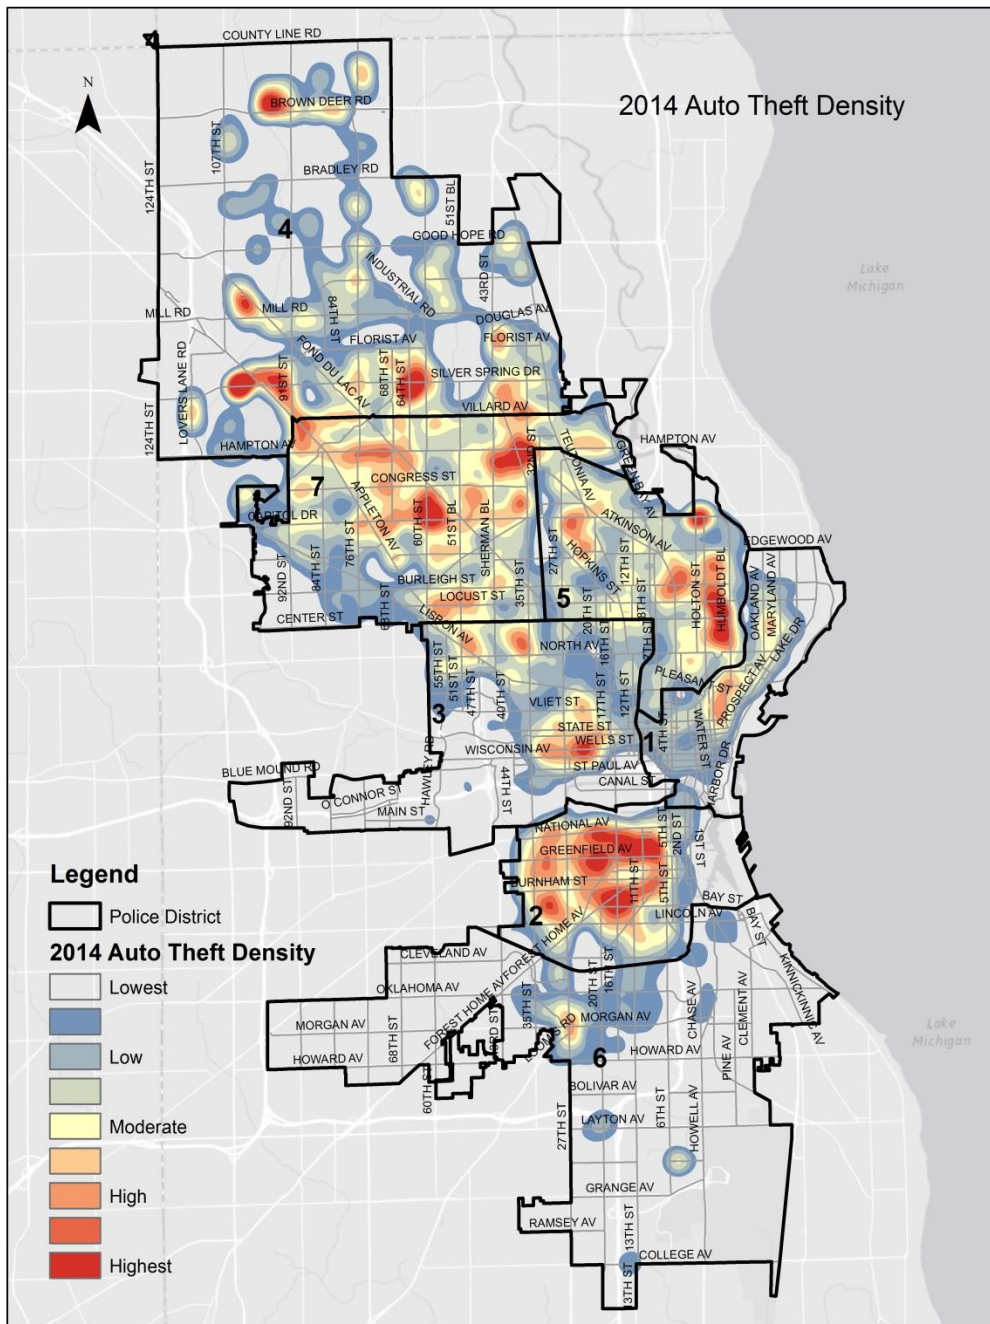 COUNTY LINE RD
N
2014 Auto Theft Density
BROWN DEER RD
107TH ST
BRADLEY RD
124TH ST
51ST BL
4
GOOD HOPE RD
INDUSTRIAL RD
43RD ST
Lake
Michigan
MILL RD
MILL RD
84TH ST
DOUGLAS AV
FLORIST AV
FLORIST AV
LOVERS LANE RD
FOND DU LAC AV
91ST ST
68TH ST
64TH ST
SILVER SPRING DR
VILLARD AV
124TH ST
HAMPTON AV
32ND ST
TEUTONIA AV
GREEN BAY AV
HAMPTON AV
7
CONGRESS ST
APPLETON AV
CAPITOL DR
60TH ST
51ST BL
SHERMAN BL
ATKINSON AV
EDGEWOOD AV
76TH ST
27TH ST
HOPKINS ST
12TH ST
92ND ST
84TH ST
BURLEIGH ST
LOCUST ST
35TH ST
5
20TH ST
8TH ST
HOLTON ST
HUMBOLDT BL
OAKLAND AV
MARYLAND AV
LAKE DR
CENTER ST
68TH ST
LISBON AV
NORTH AV
16TH ST
7TH ST
55TH ST
51ST ST
47TH ST
40TH ST
PLEASANT ST
PROSPECT AV
VLIET ST
17TH ST
12TH ST
3
STATE ST
WELLS ST
1
4TH ST
WATER ST
WISCONSIN AV
ST PAUL AV
HARBOR DR
BLUE MOUND RD
HAWLEY RD
CANAL ST
92ND ST
O CONNOR ST
44TH ST
MAIN ST
NATIONAL AV
5TH ST
2ND ST
1ST ST
GREENFIELD AV
Legend
BURNHAM ST
11TH ST
5TH ST
BAY ST
Police District
2
LINCOLN AV
BAY ST
2014 Auto Theft Density
FOREST HOME AV
CLEVELAND AV
KINNICKINNIC AV
Lowest
OKLAHOMA AV
FOREST HOME AV
35TH ST
20TH ST
16TH ST
CHASE AV
CLEMENT AV
MORGAN AV
68TH ST
LOOMIS RD
MORGAN AV
Lake
Michigan
Low
HOWARD AV
6
HOWARD AV
PINE AV
60TH ST
BOLIVAR AV
27TH ST
6TH ST
HOWELL AV
LAYTON AV
Moderate
GRANGE AV
High
RAMSEY AV
13TH ST
COLLEGE AV
Highest
13TH ST